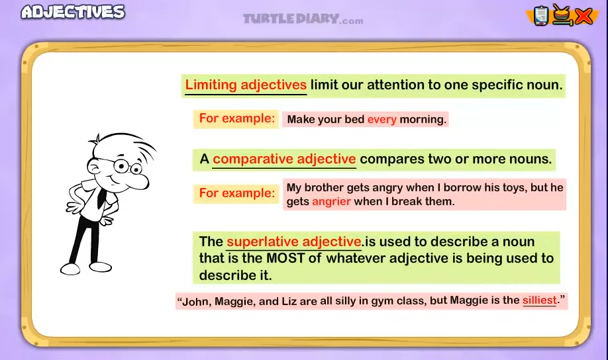 ADJECTIVES
TURTLEDIARY.com
Limiting adjectives limit our attention to one specific noun.
For example: Make your bed every morning.
A comparative adjective compares two or more nouns.
For example: My brother gets angry when I borrow his toys, but he
gets angrier when I break them.
The superlative adjective.is used to describe a noun
that is the MOST of whatever adjective is being used to
describe it.
“John, Maggie, and Liz are all silly in gym class, but Maggie is the silliest.”